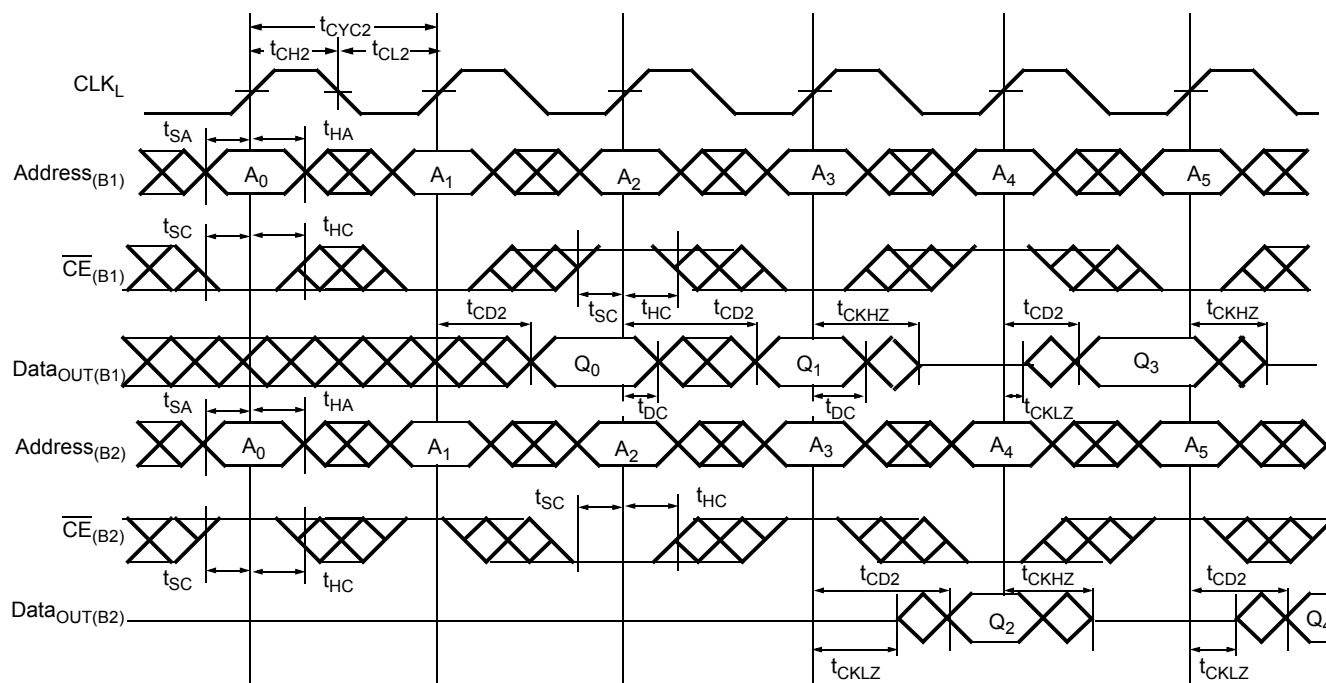 tCYC2
tCH2 tCL2
CLKL
tSA tHA
Address(B1) A0 A1 A2 A3 A4 A5
tSC tHC
CE(B1)
tCD2 tSC tHC tCD2 tCKHZ tCD2 tCKHZ
DataOUT(B1) Q0 Q1 Q3
tSA tHA tDC tDC tCKLZ
Address(B2) A0 A1 A2 A3 A4 A5
tSC tHC
CE(B2)
tSC tHC tCD2 tCKHZ tCD2
DataOUT(B2) Q2 Q4
tCKLZ tCKLZ